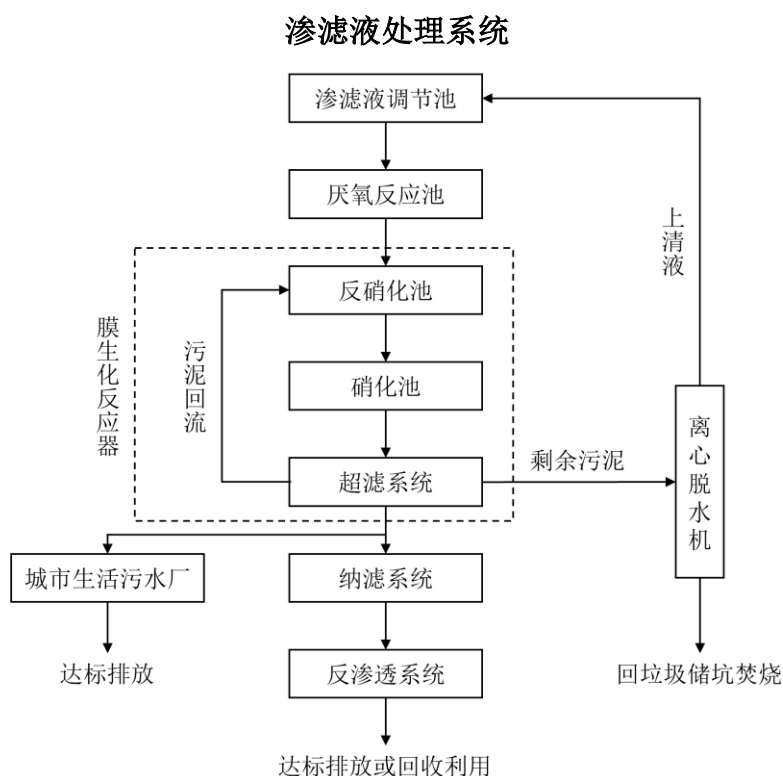 渗滤液处理系统
渗滤液调节池
厌氧反应池
上清液
反硝化池
膜生化反应器
污泥回流
硝化池
离心脱水机
剩余污泥
超滤系统
城市生活污水厂
纳滤系统
达标排放
反渗透系统
回垃圾储坑焚烧
达标排放或回收利用